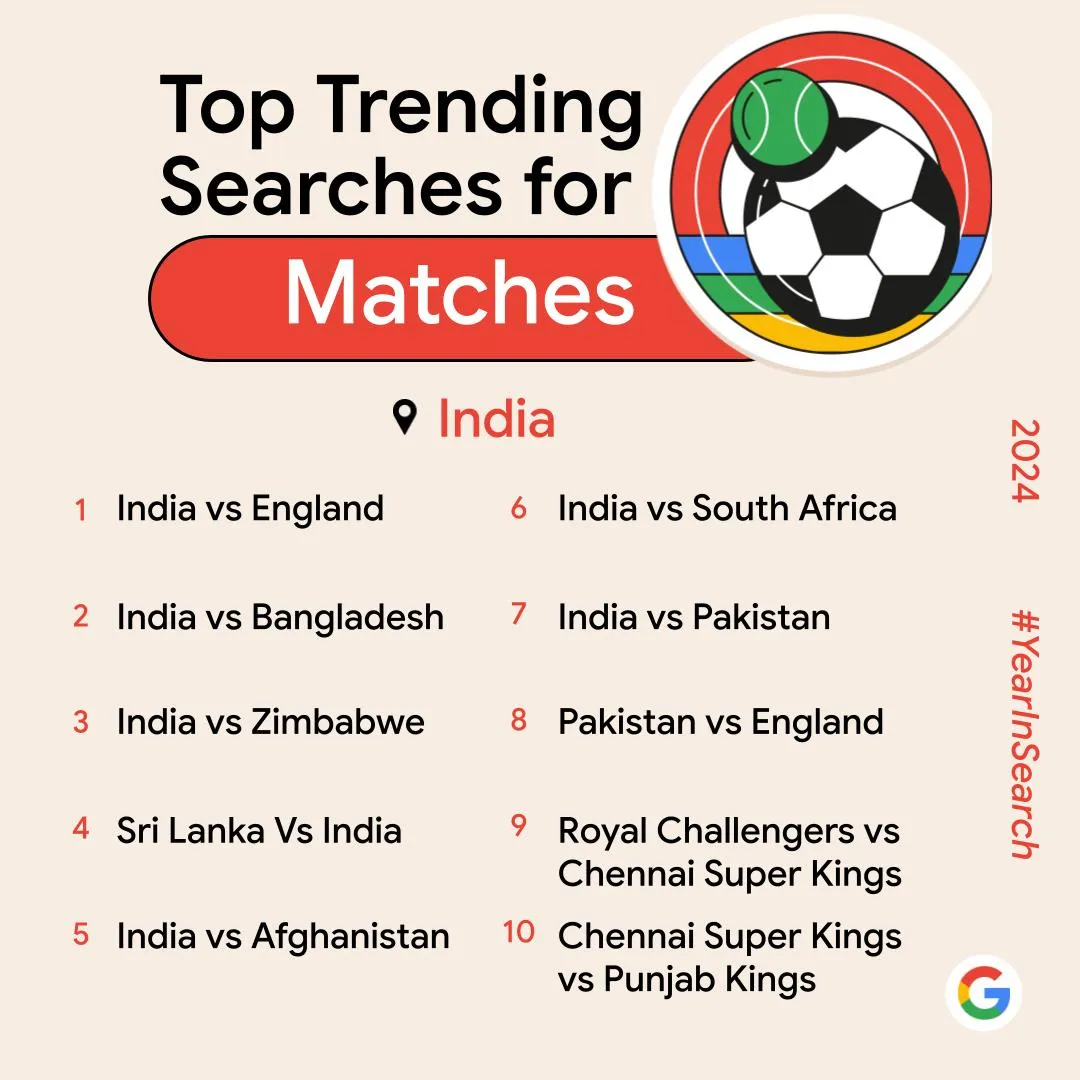 Top Trending
Searches for
Matches
India
1 India vs England
2 India vs Bangladesh
3 India vs Zimbabwe
4 Sri Lanka Vs India
5 India vs Afghanistan
6 India vs South Africa
7 India vs Pakistan
8 Pakistan vs England
9 Royal Challengers vs
Chennai Super Kings
10 Chennai Super Kings
vs Punjab Kings
2024
#YearInSearch
G